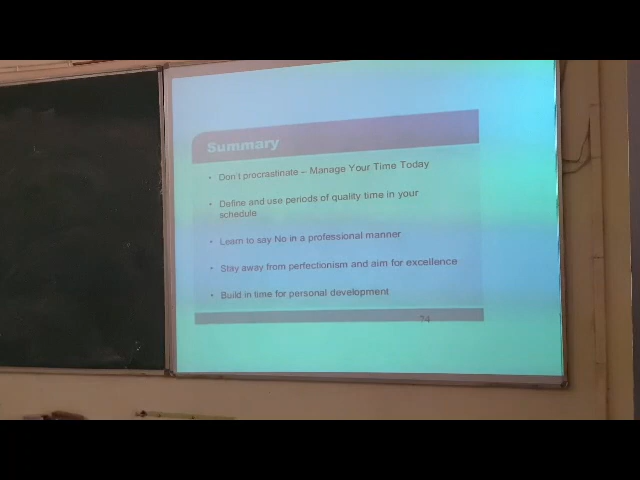 Summary
• Don't procrastinate – Manage Your Time Today
• Define and use periods of quality time in your
schedule
• Learn to say No in a professional manner
• Stay away from perfectionism and aim for excellence
• Build in time for personal development
74